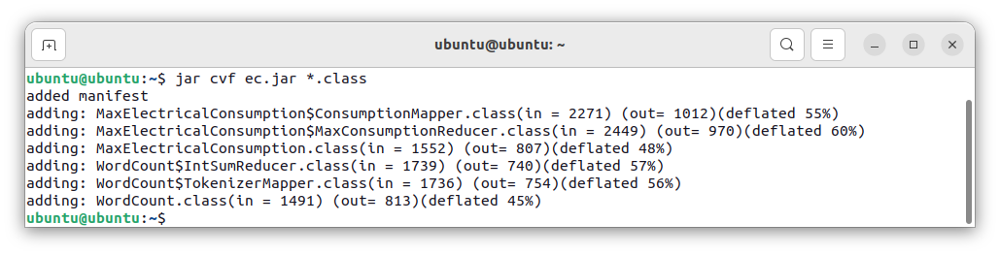 ubuntu@ubuntu: ~
ubuntu@ubuntu:~$ jar cvf ec.jar *.class
added manifest
adding: MaxElectricalConsumption$ConsumptionMapper.class(in = 2271) (out= 1012)(deflated 55%)
adding: MaxElectricalConsumption$MaxConsumptionReducer.class(in = 2449) (out= 970)(deflated 60%)
adding: MaxElectricalConsumption.class(in = 1552) (out= 807)(deflated 48%)
adding: WordCount$IntSumReducer.class(in = 1739) (out= 740)(deflated 57%)
adding: WordCount$TokenizerMapper.class(in = 1736) (out= 754)(deflated 56%)
adding: WordCount.class(in = 1491) (out= 813)(deflated 45%)
ubuntu@ubuntu:~$